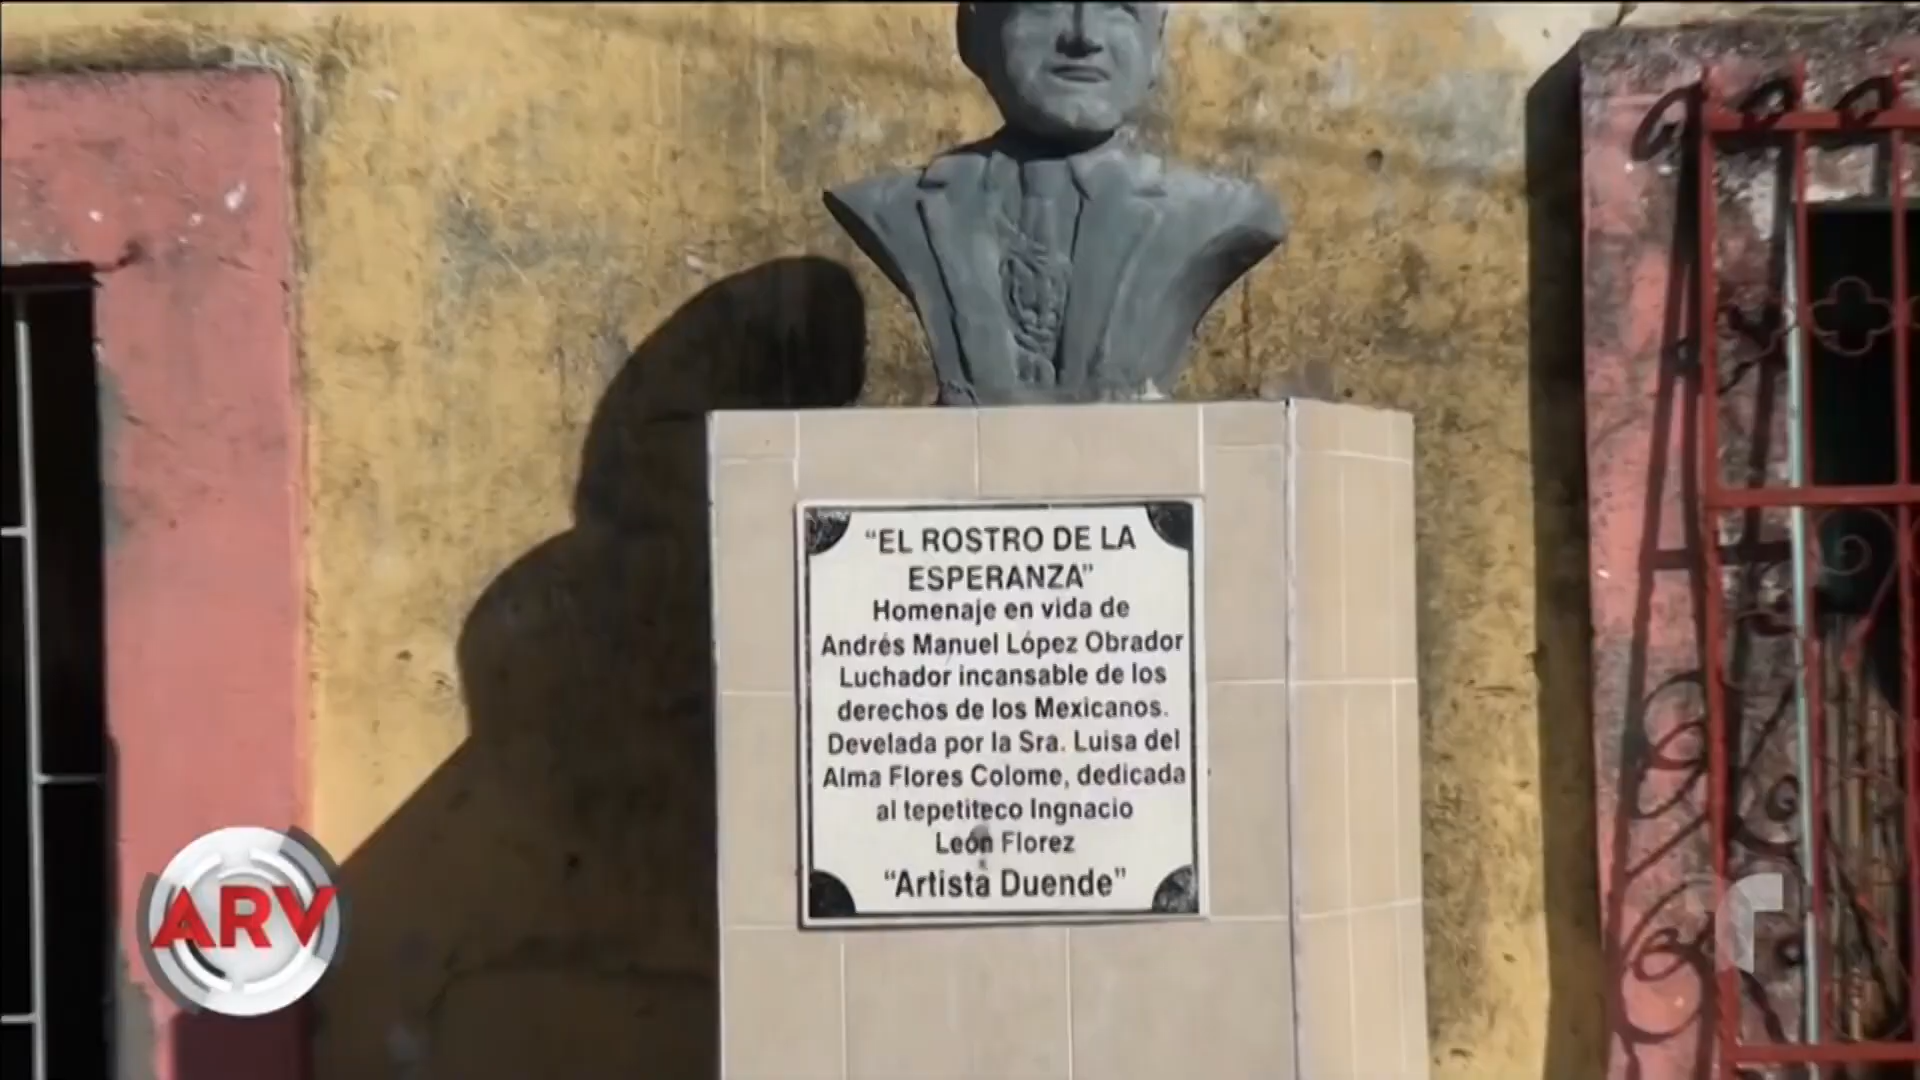 “EL ROSTRO DE LA
ESPERANZA”
Homenaje en vida de
Andrés Manuel López Obrador
Luchador incansable de los
derechos de los Mexicanos.
Develada por la Sra. Luisa del
Alma Flores Colome, dedicada
al tepetiteco Ingnacio
León Florez
“Artista Duende”
ARV